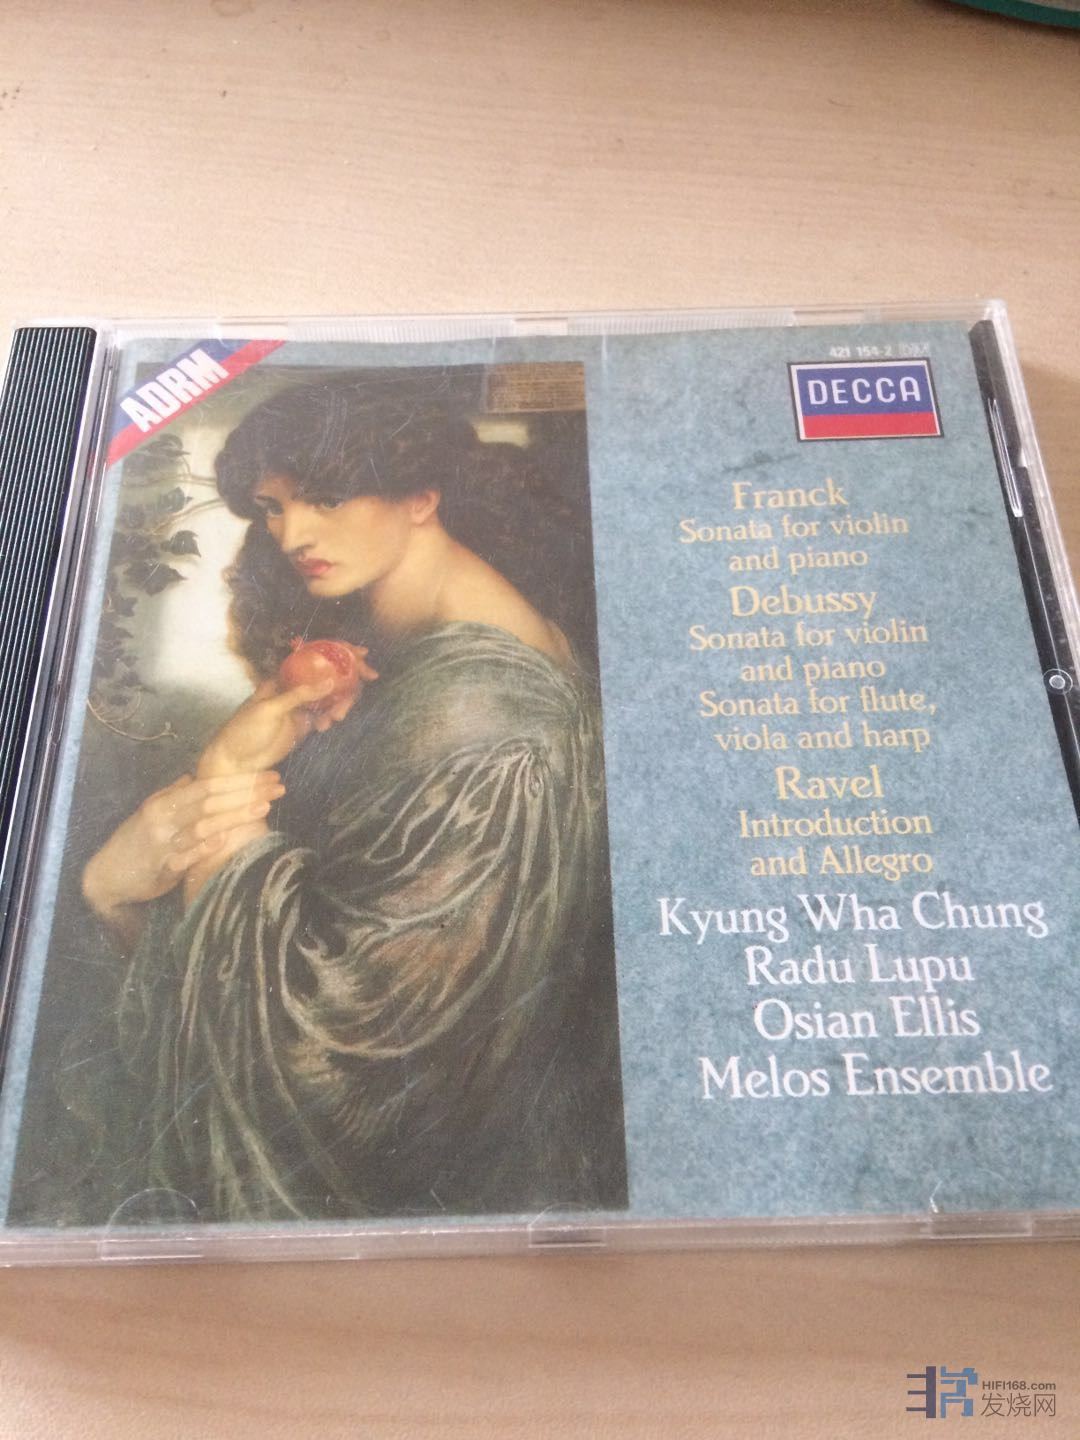 ADRM
421 154-2
DECCA
Franck
Sonata for violin
and piano
Debussy
Sonata for violin
and piano
Sonata for flute,
viola and harp
Ravel
Introduction
and Allegro
Kyung Wha Chung
Radu Lupu
Osian Ellis
Melos Ensemble
HIFI168.com
发烧网